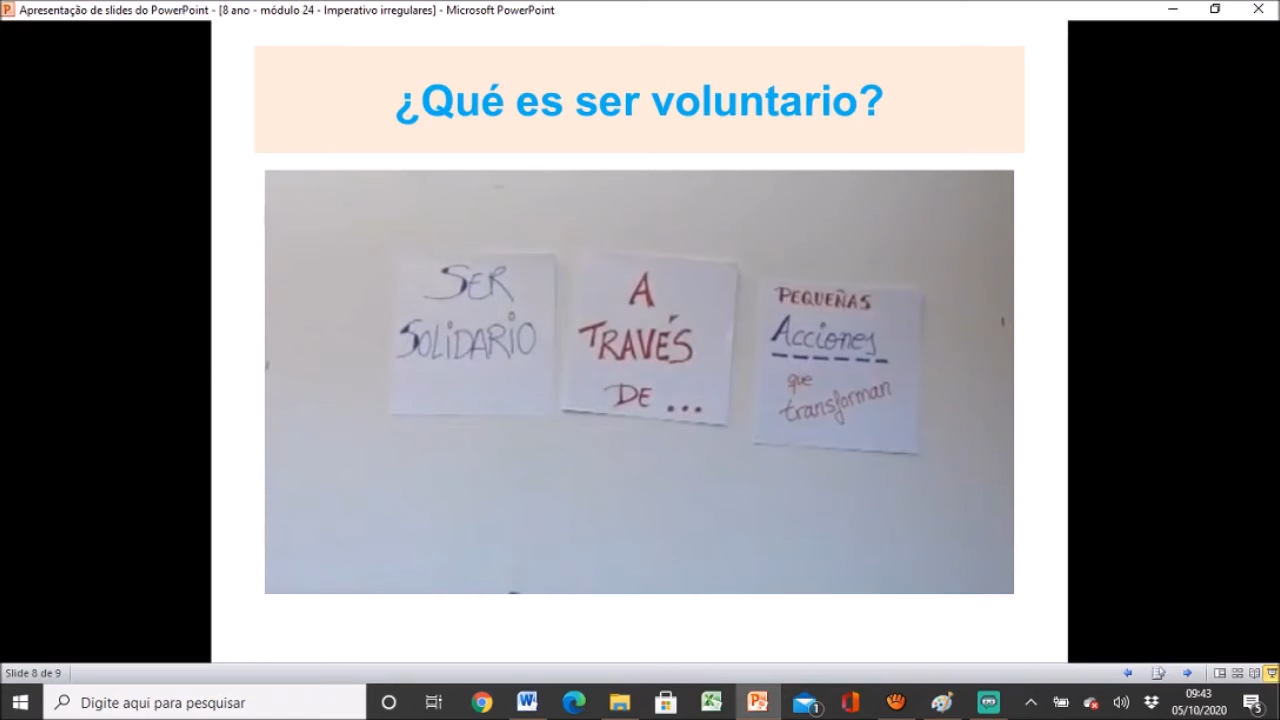 Apresentação de slides do PowerPoint - [8 ano - módulo 24 - Imperativo irregulares] - Microsoft PowerPoint
¿Qué es ser voluntario?
SER
SOLIDARIO
A
TRAVÉS
DE ...
PEQUEÑAS
Acciones
que
transforman
Slide 8 de 9
Digite aqui para pesquisar
1
09:43
05/10/2020
5